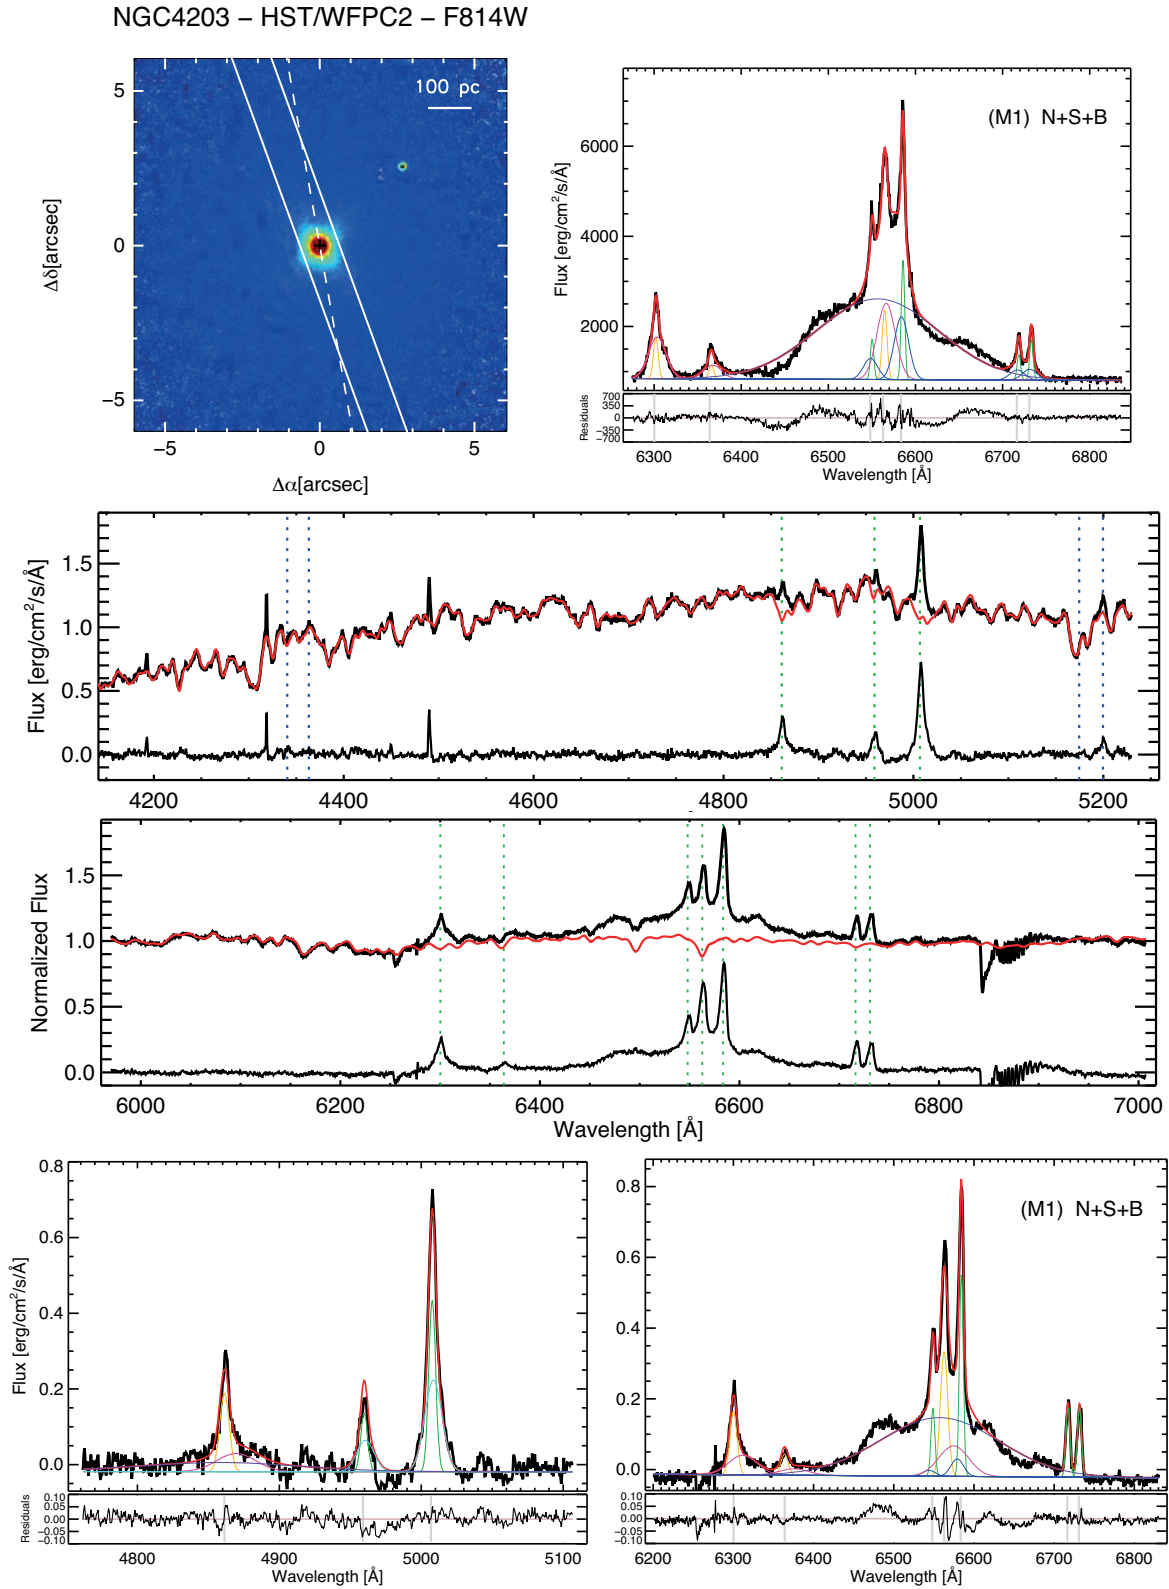 NGC4203 – HST/WFPC2 – F814W
100 pc
5
0
−5
Δδ[arcsec]
−5 0 5
Δα[arcsec]
(M1) N+S+B
6000
4000
2000
Flux [erg/cm²/s/Å]
700
350
0
−350
−700
Residuals
6300 6400 6500 6600 6700 6800
Wavelength [Å]
1.5
1.0
0.5
0.0
Flux [erg/cm²/s/Å]
4200 4400 4600 4800 5000 5200
1.5
1.0
0.5
0.0
Normalized Flux
6000 6200 6400 6600 6800 7000
Wavelength [Å]
0.8
0.6
0.4
0.2
0.0
Flux [erg/cm²/s/Å]
0.10
0.05
0.00
−0.05
−0.10
Residuals
4800 4900 5000 5100
Wavelength [Å]
(M1) N+S+B
0.8
0.6
0.4
0.2
0.0
0.10
0.05
0.00
−0.05
−0.10
6200 6300 6400 6500 6600 6700 6800
Wavelength [Å]